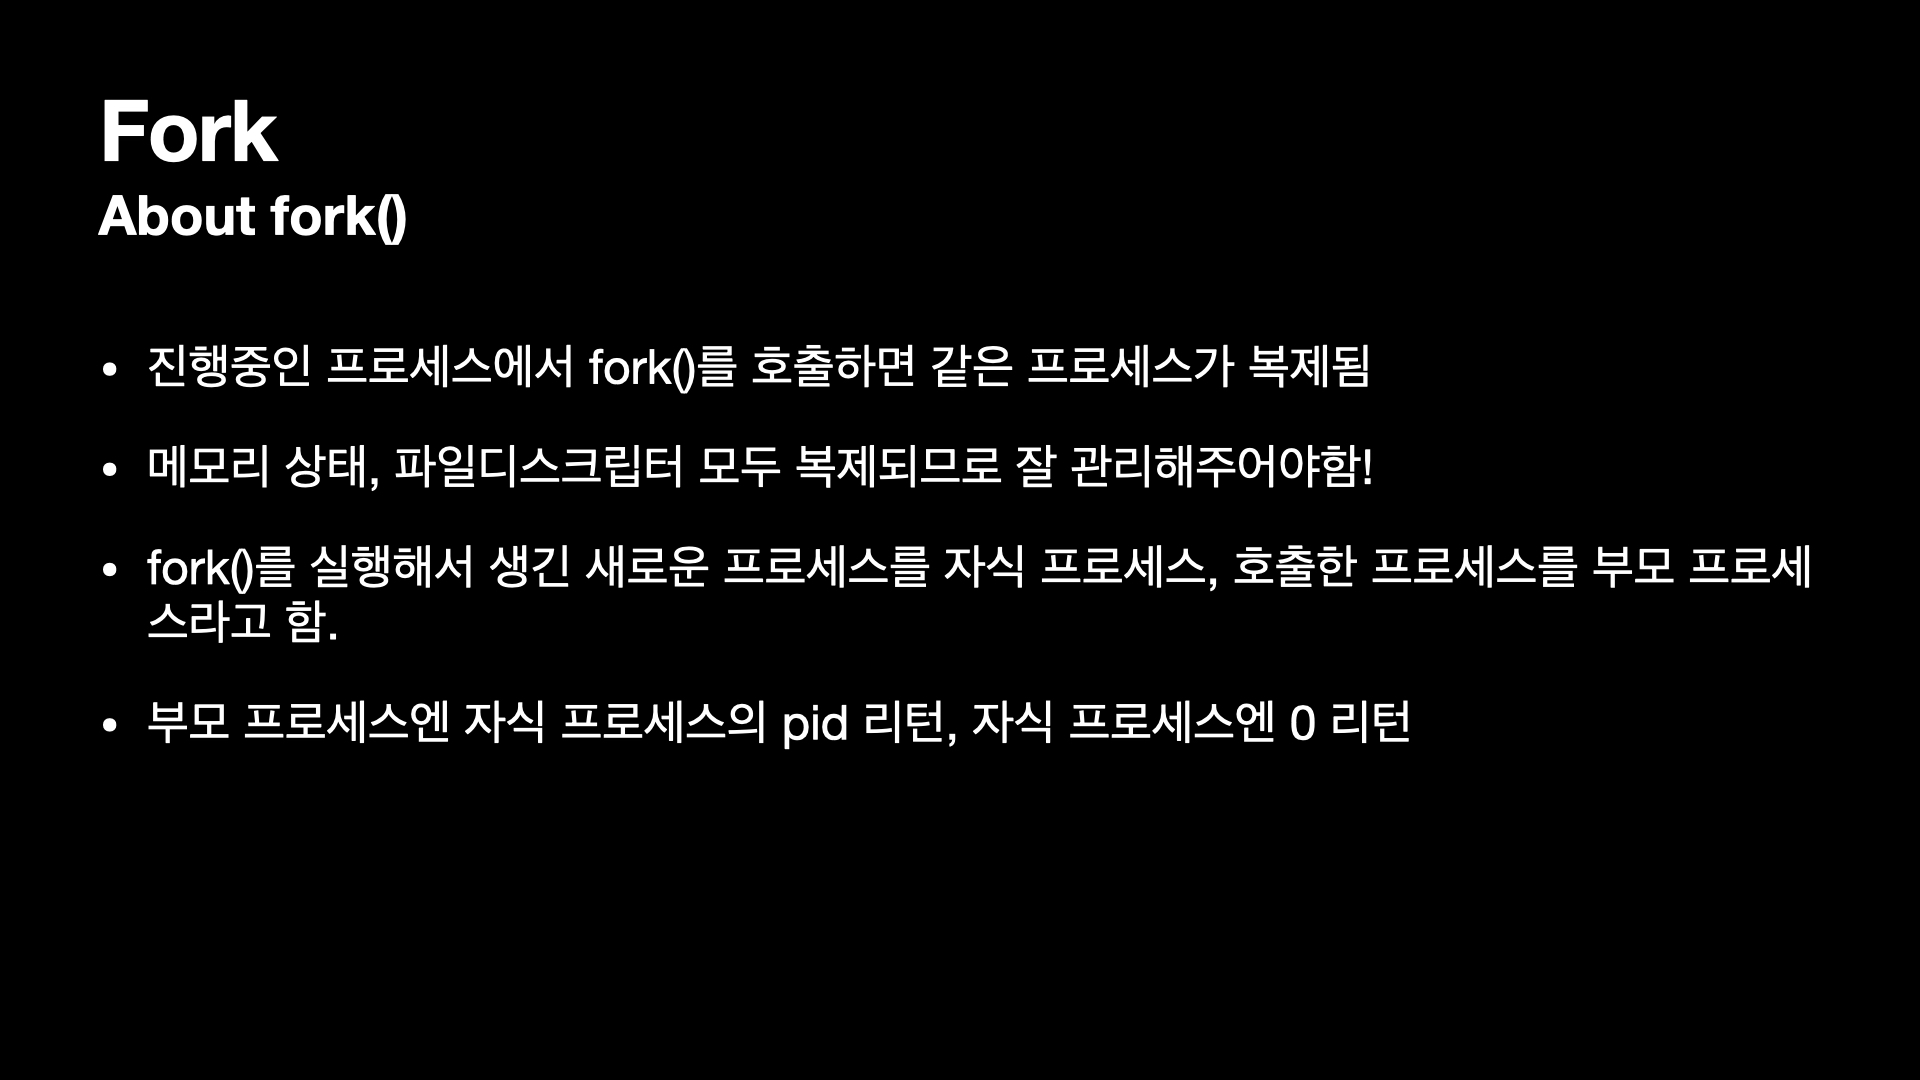 Fork
About fork()
• 진행중인 프로세스에서 fork()를 호출하면 같은 프로세스가 복제됨
• 메모리 상태, 파일디스크립터 모두 복제되므로 잘 관리해주어야함!
• fork()를 실행해서 생긴 새로운 프로세스를 자식 프로세스, 호출한 프로세스를 부모 프로세
스라고 함.
• 부모 프로세스엔 자식 프로세스의 pid 리턴, 자식 프로세스엔 0 리턴